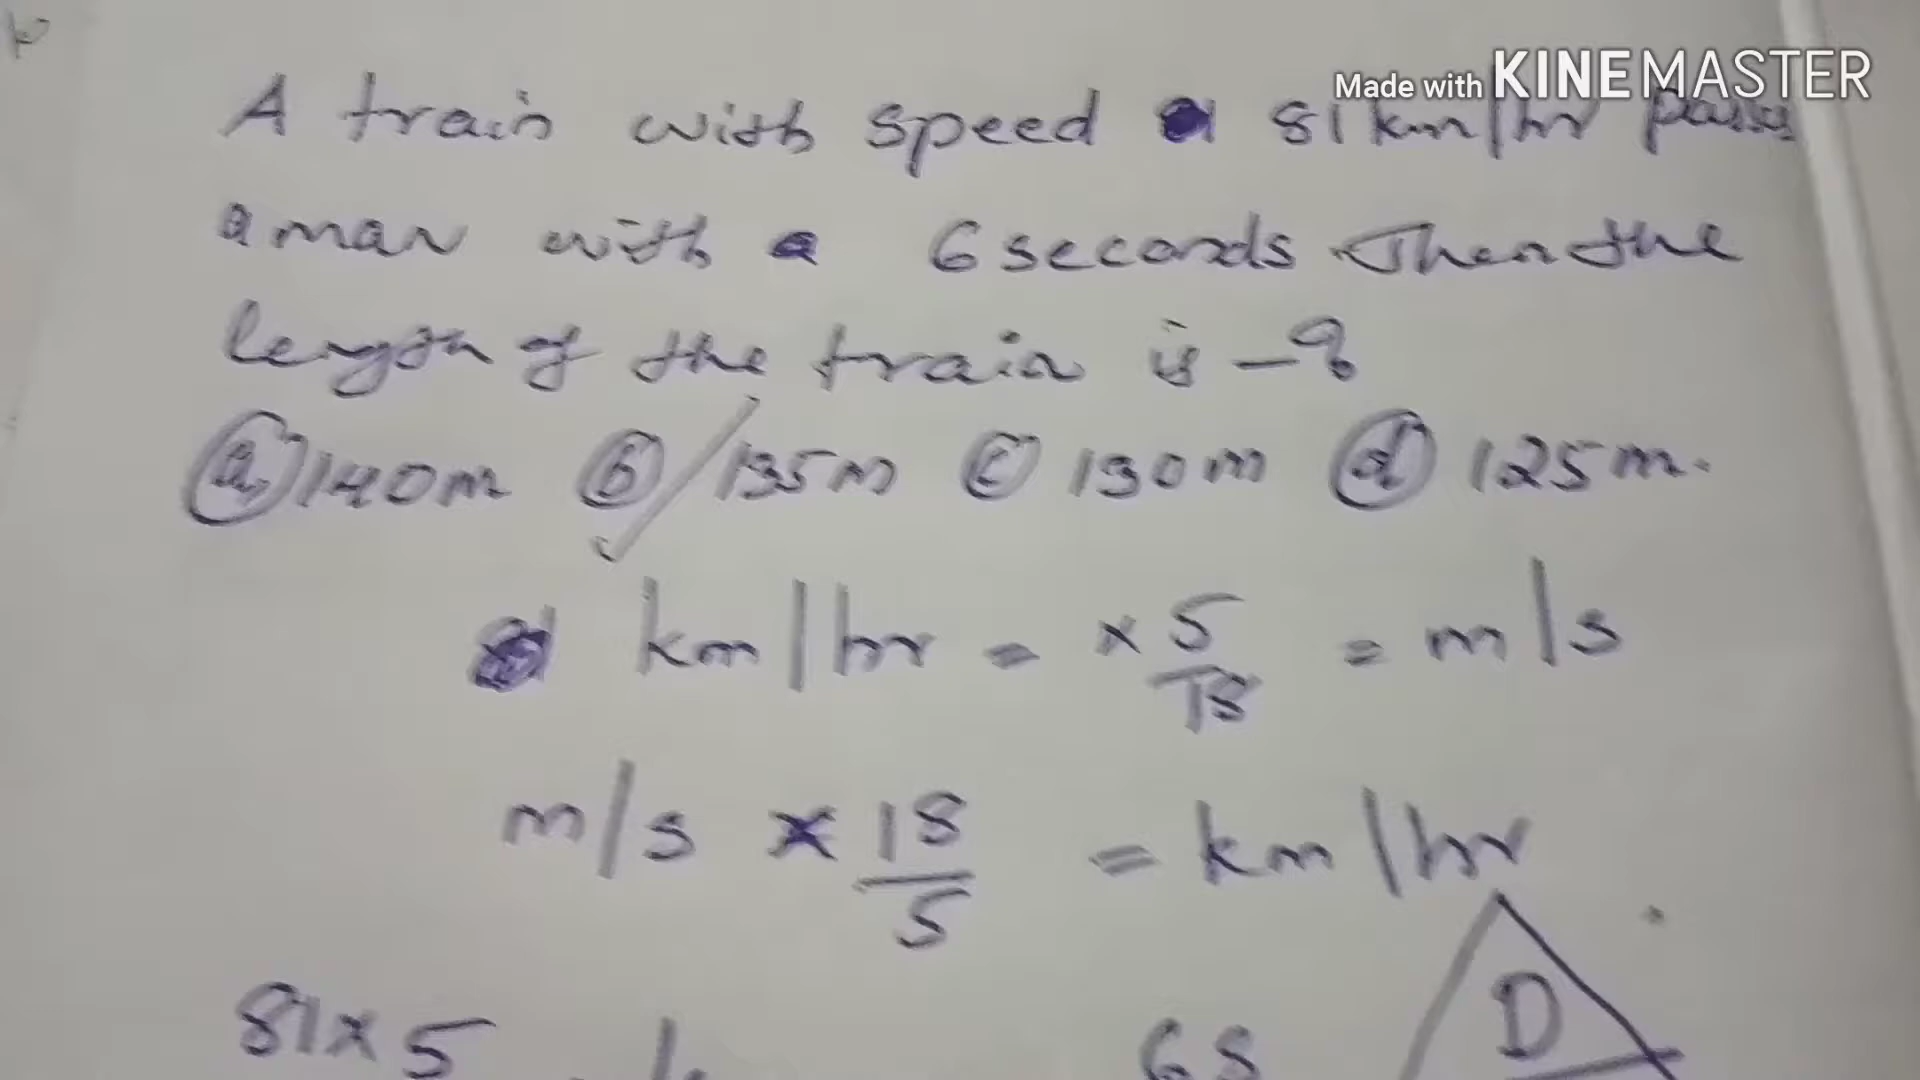 Made with KINEMASTER
A train with speed 81 km/hr passes
a man with a 6 seconds Then the
length of the train is - ?
(a) 140m (b) 135m (c) 130m (d) 125m.
km/hr = × 5/18 = m/s
m/s × 18/5 = km/hr
D
81 × 5
6S